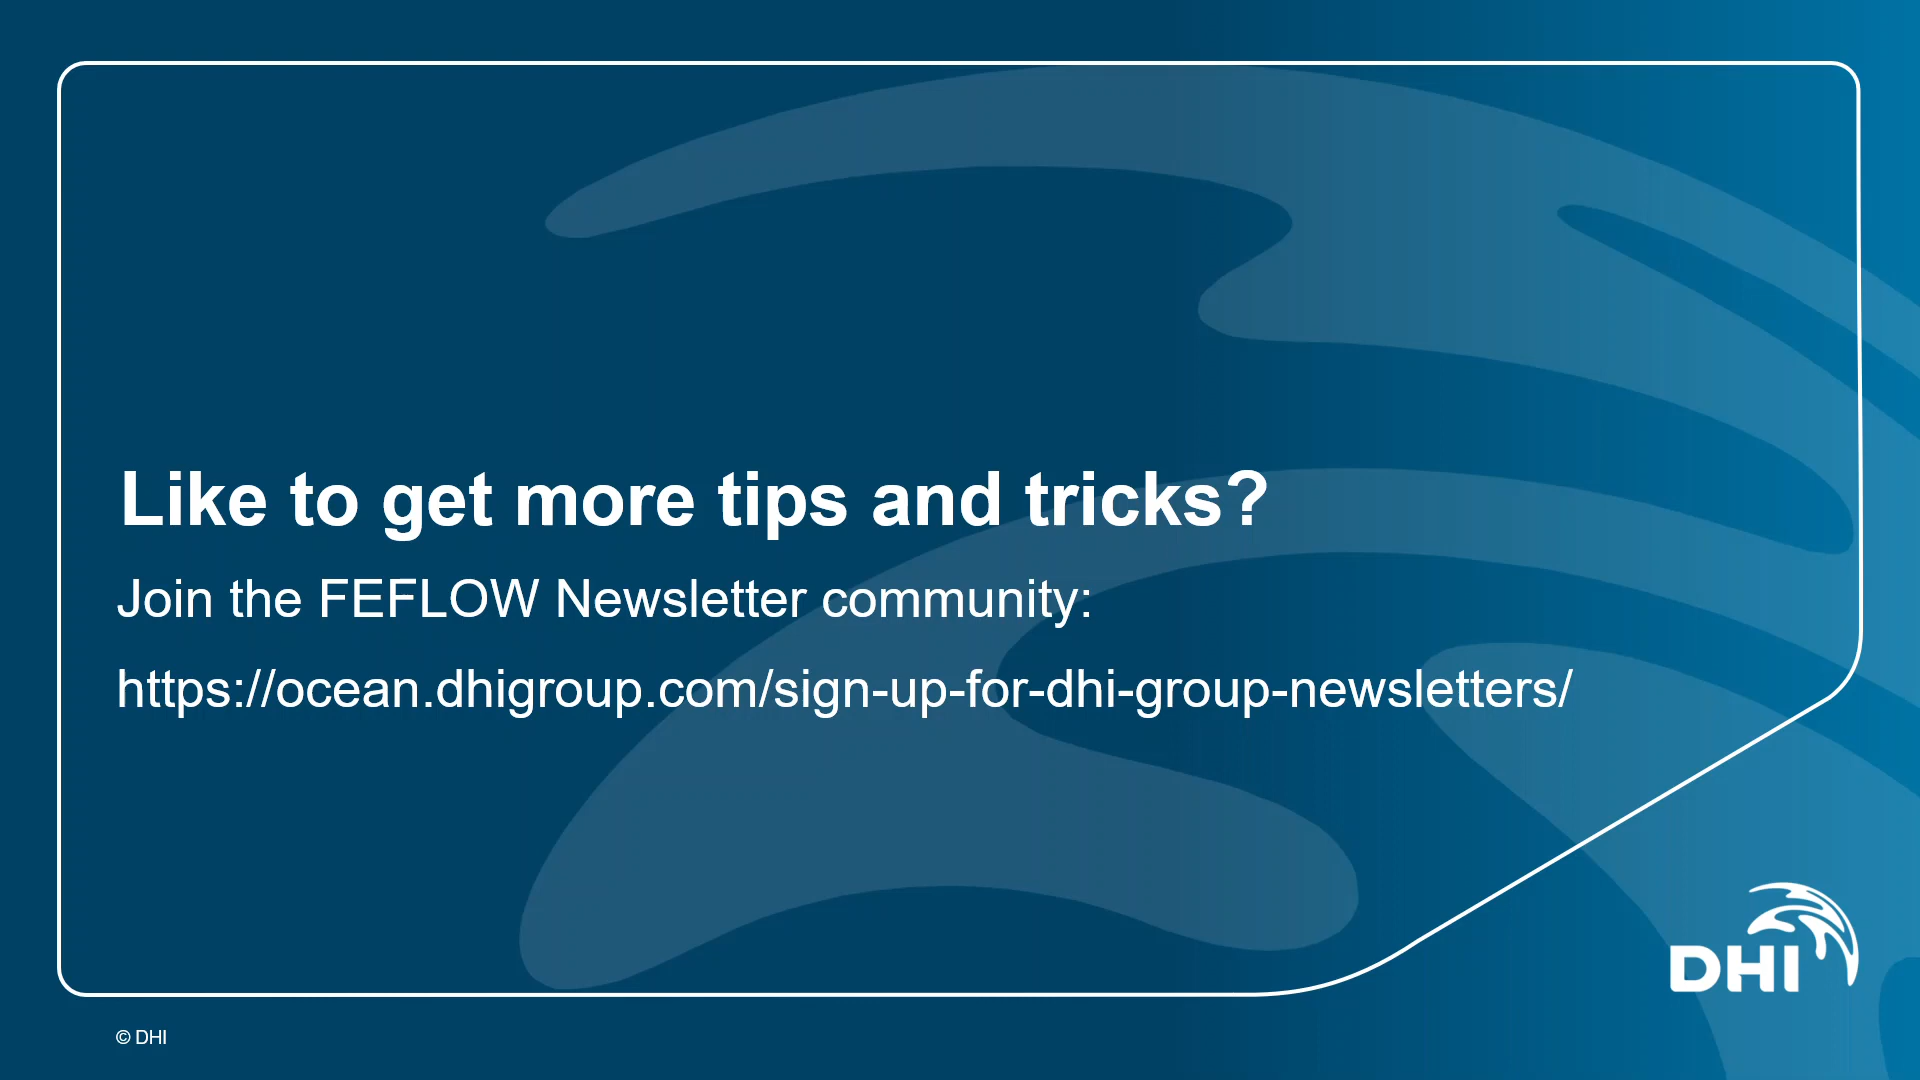 Like to get more tips and tricks?
Join the FEFLOW Newsletter community:
https://ocean.dhigroup.com/sign-up-for-dhi-group-newsletters/
DHI
© DHI